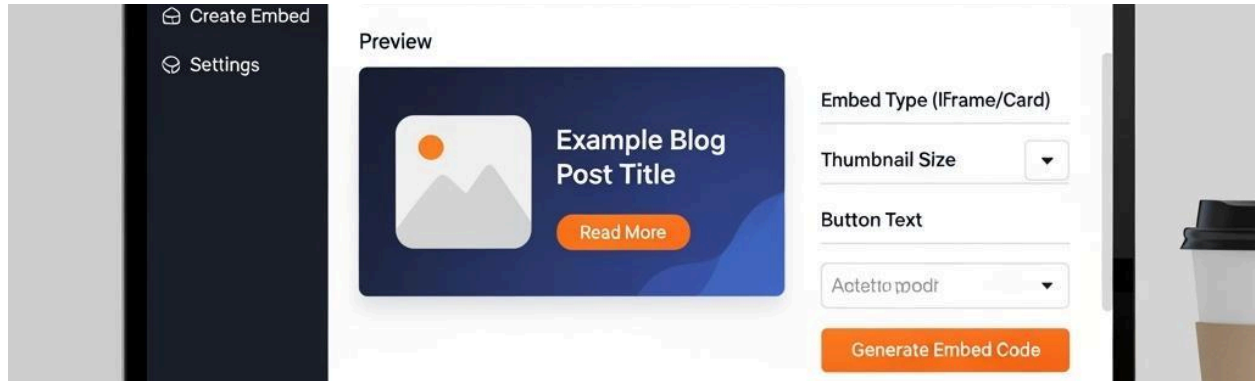 Create Embed
Settings
Preview
Example Blog
Post Title
Read More
Embed Type (IFrame/Card)
Thumbnail Size
Button Text
Generate Embed Code